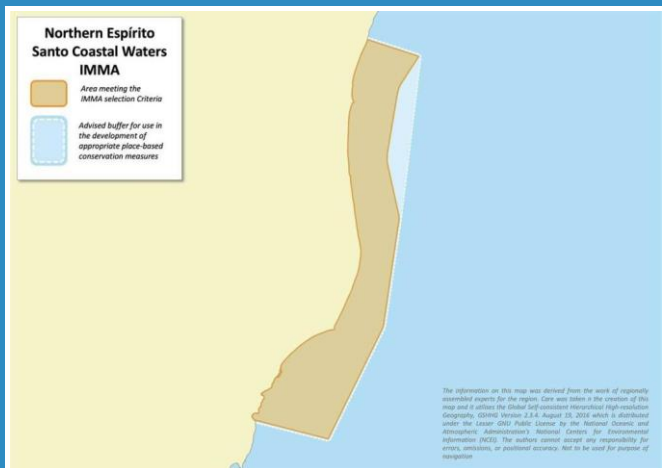 Northern Espírito
Santo Coastal Waters
IMMA
Area meeting the
IMMA selection Criteria
Advised buffer for use in
the development of
appropriate place-based
conservation measures
The information on this map was derived from the work of regionally
assembled experts for the region. Care was taken in the creation of this
map and it utilises the Global Self-consistent Hierarchical High-resolution
Geography, GSHHG Version 2.3.4. August 19, 2016 which is distributed
under the Lesser GNU Public License by the National Oceanic and
Atmospheric Administration's National Centers for Environmental
Information (NCEI). The authors cannot accept any responsibility for
errors, omissions, or positional accuracy. Not to be used for purpose of
navigation